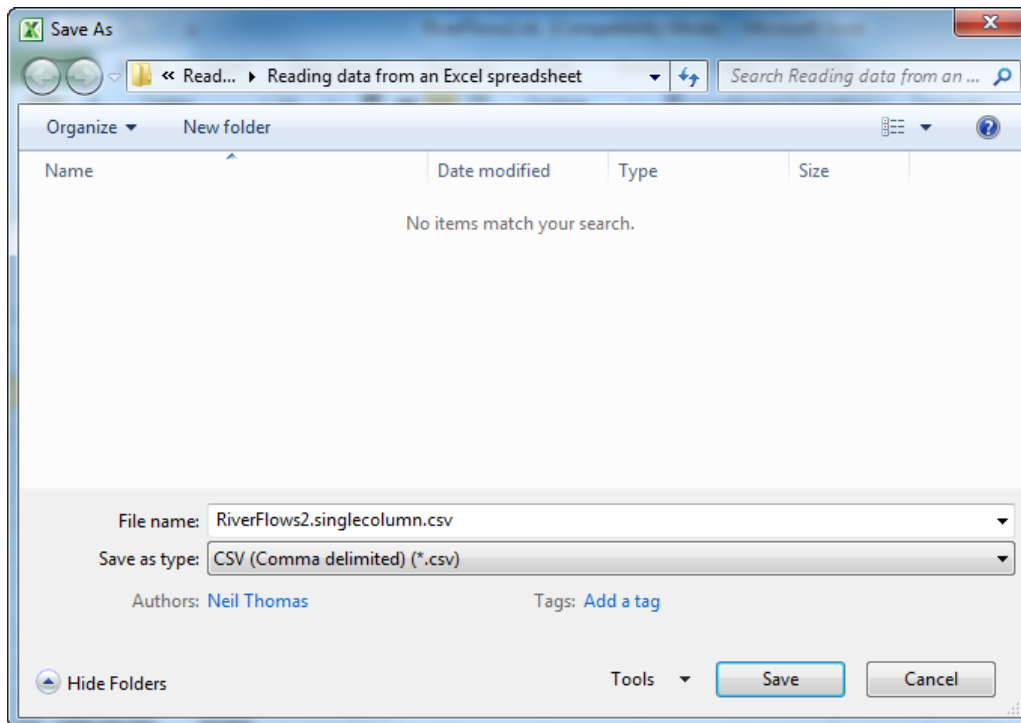 Save As
« Read... Reading data from an Excel spreadsheet Search Reading data from an ...
Organize New folder
Name Date modified Type Size
No items match your search.
File name: RiverFlows2.singlecolumn.csv
Save as type: CSV (Comma delimited) (*.csv)
Authors: Neil Thomas Tags: Add a tag
Hide Folders Tools Save Cancel